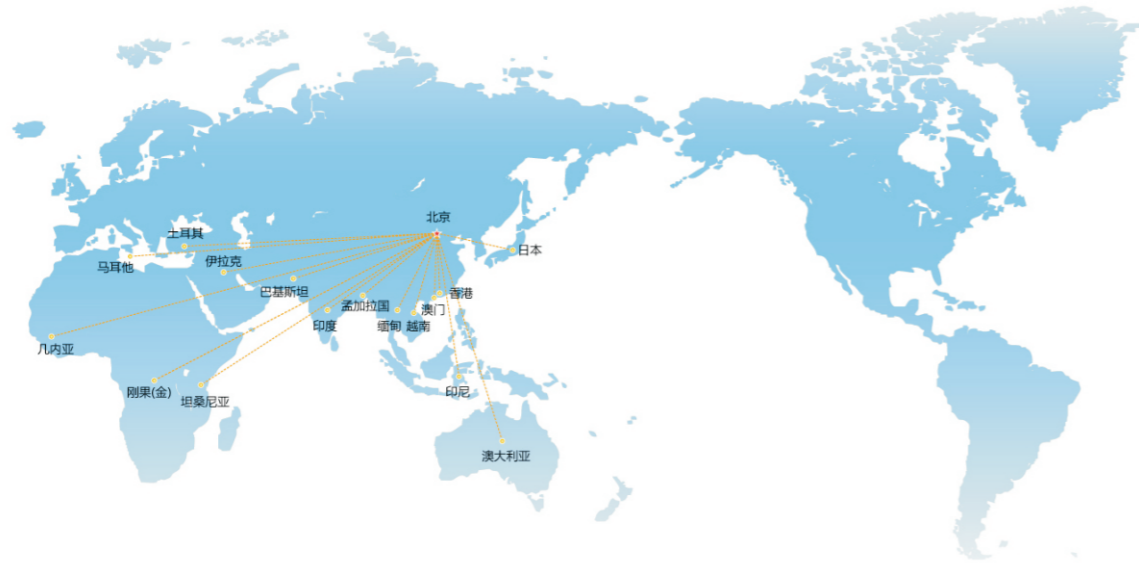 北京
土耳其
日本
马耳他
伊拉克
巴基斯坦
香港
孟加拉国
澳门
印度
缅甸
越南
几内亚
刚果(金)
坦桑尼亚
印尼
澳大利亚